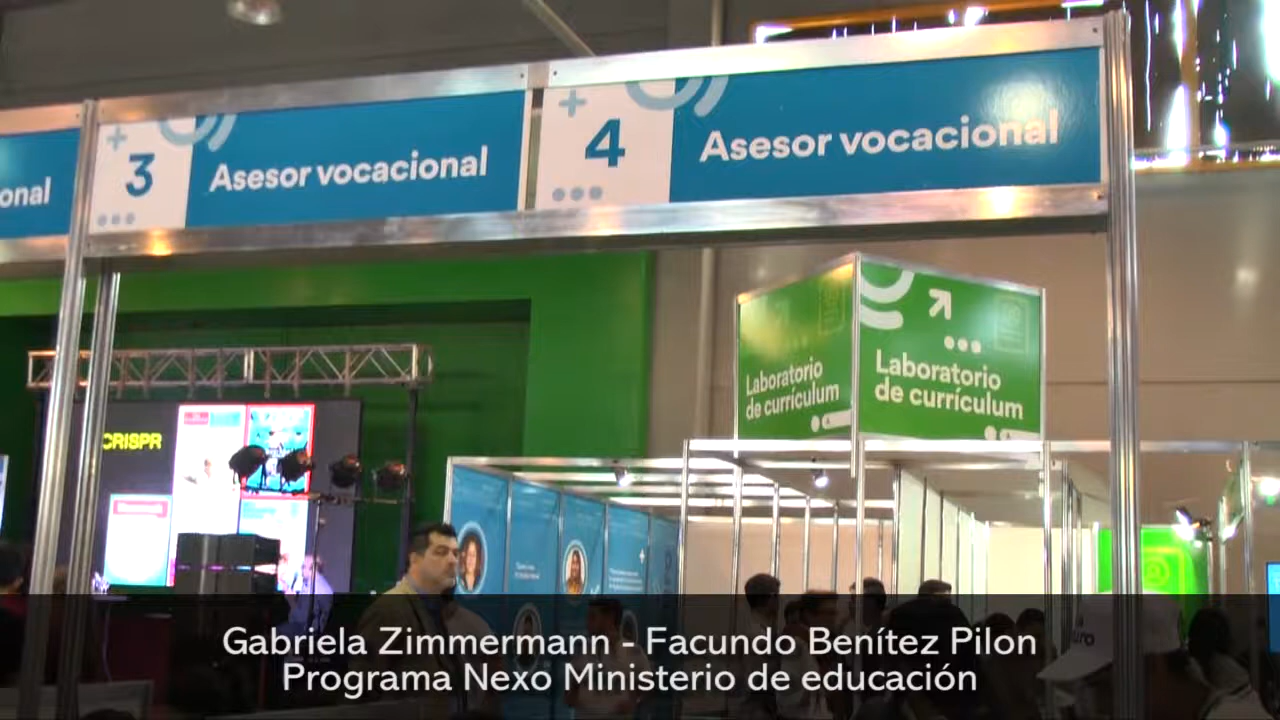 onal
3
Asesor vocacional
4
Asesor vocacional
Laboratorio
de currículum
Laboratorio
de currículum
CRISPR
Gabriela Zimmermann - Facundo Benítez Pilon
Programa Nexo Ministerio de educación